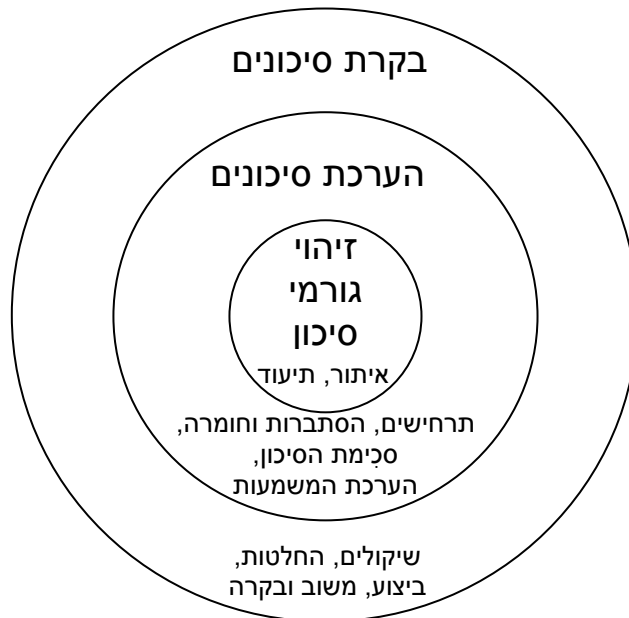 בקרת סיכונים
הערכת סיכונים
זיהוי
גורמי
סיכון
איתור, תיעוד
תרחישים, הסתברות וחומרה,
סכִימת הסיכון,
הערכת המשמעות
שיקולים, החלטות,
ביצוע, משוב ובקרה